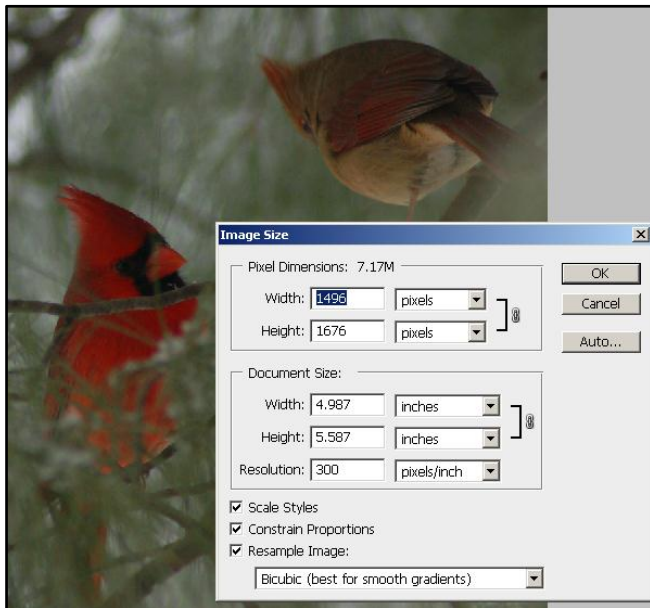 Image Size
Pixel Dimensions: 7.17M
Width: 1496 pixels
Height: 1676 pixels
Document Size:
Width: 4.987 inches
Height: 5.587 inches
Resolution: 300 pixels/inch
Scale Styles
Constrain Proportions
Resample Image:
Bicubic (best for smooth gradients)
OK
Cancel
Auto...